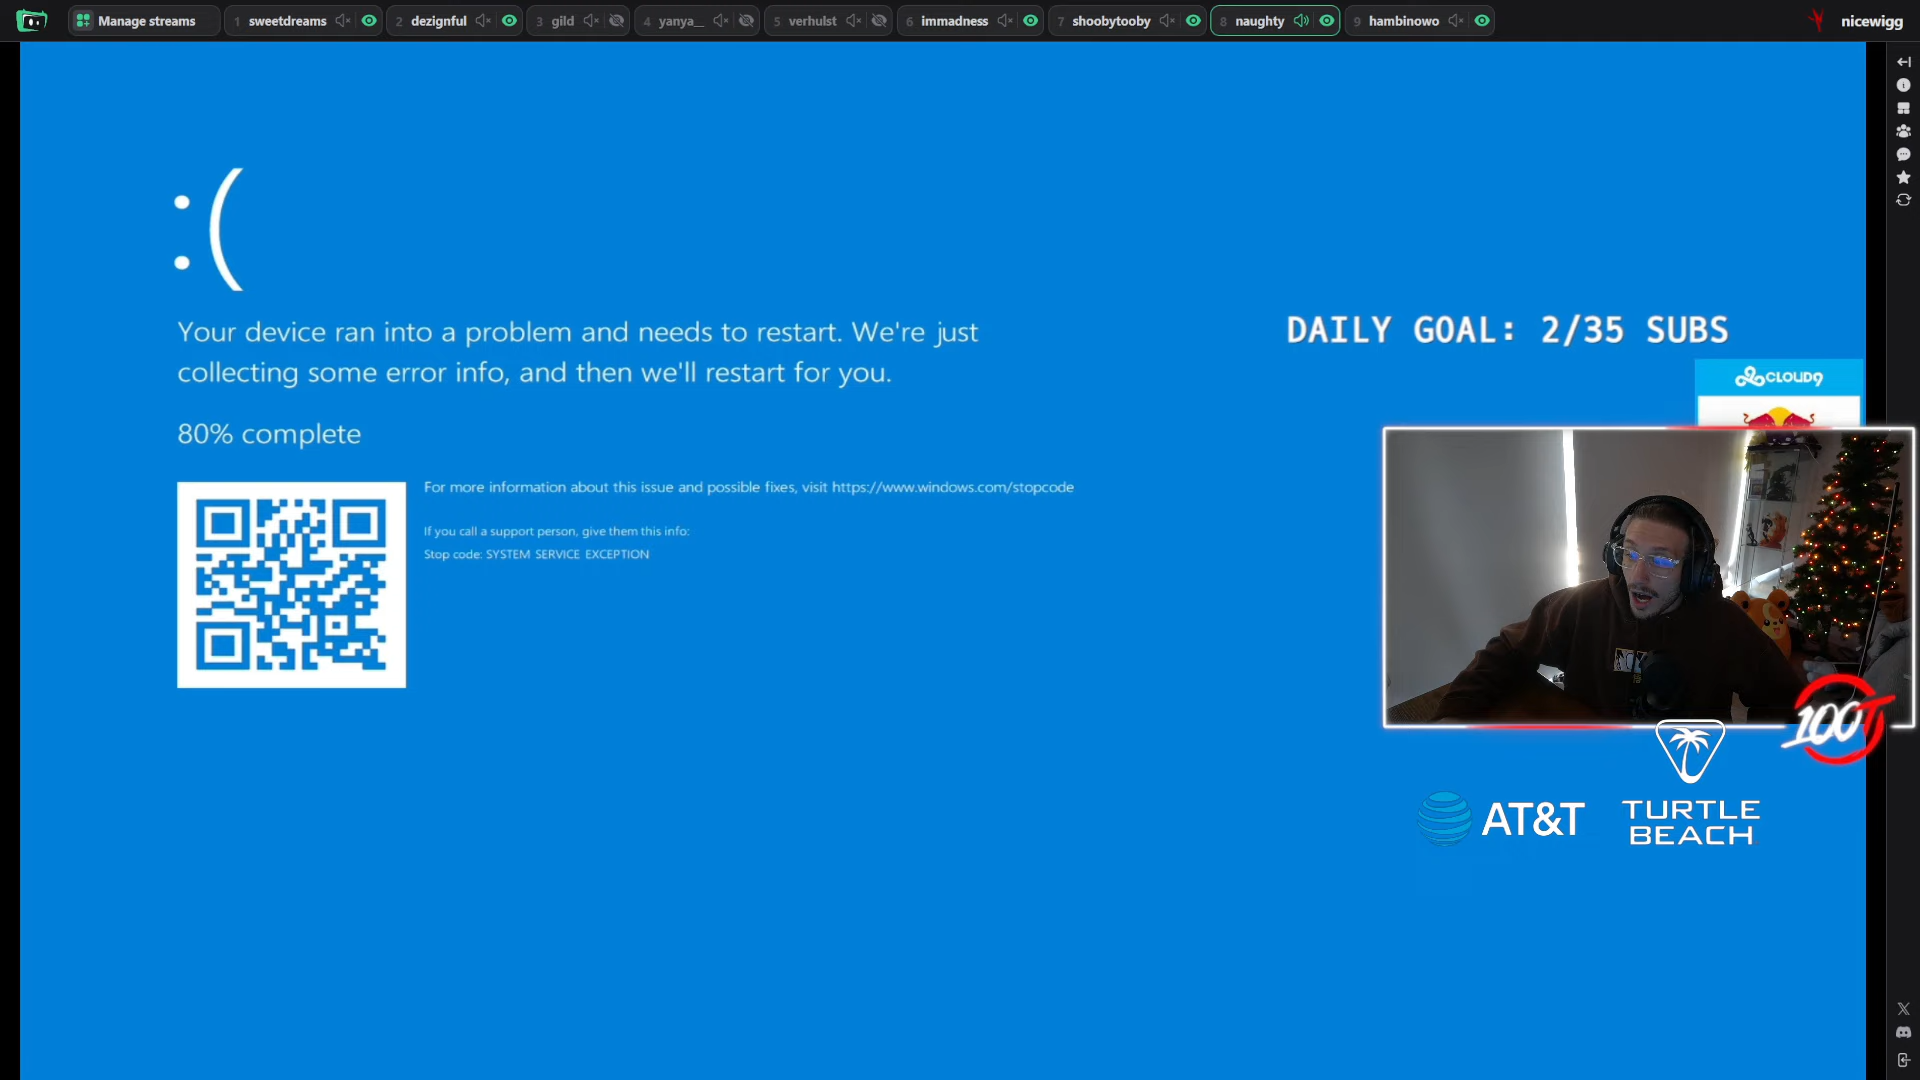 Manage streams
1 sweetdreams
2 dezignful
3 gild
4 yanya__
5 verhulst
6 immadness
7 shoobytooby
8 naughty
9 hambinowo
nicewigg
:(
Your device ran into a problem and needs to restart. We're just
collecting some error info, and then we'll restart for you.
80% complete
For more information about this issue and possible fixes, visit https://www.windows.com/stopcode
If you call a support person, give them this info:
Stop code: SYSTEM SERVICE EXCEPTION
DAILY GOAL: 2/35 SUBS
CLOUD9
100T
AT&T
TURTLE
BEACH